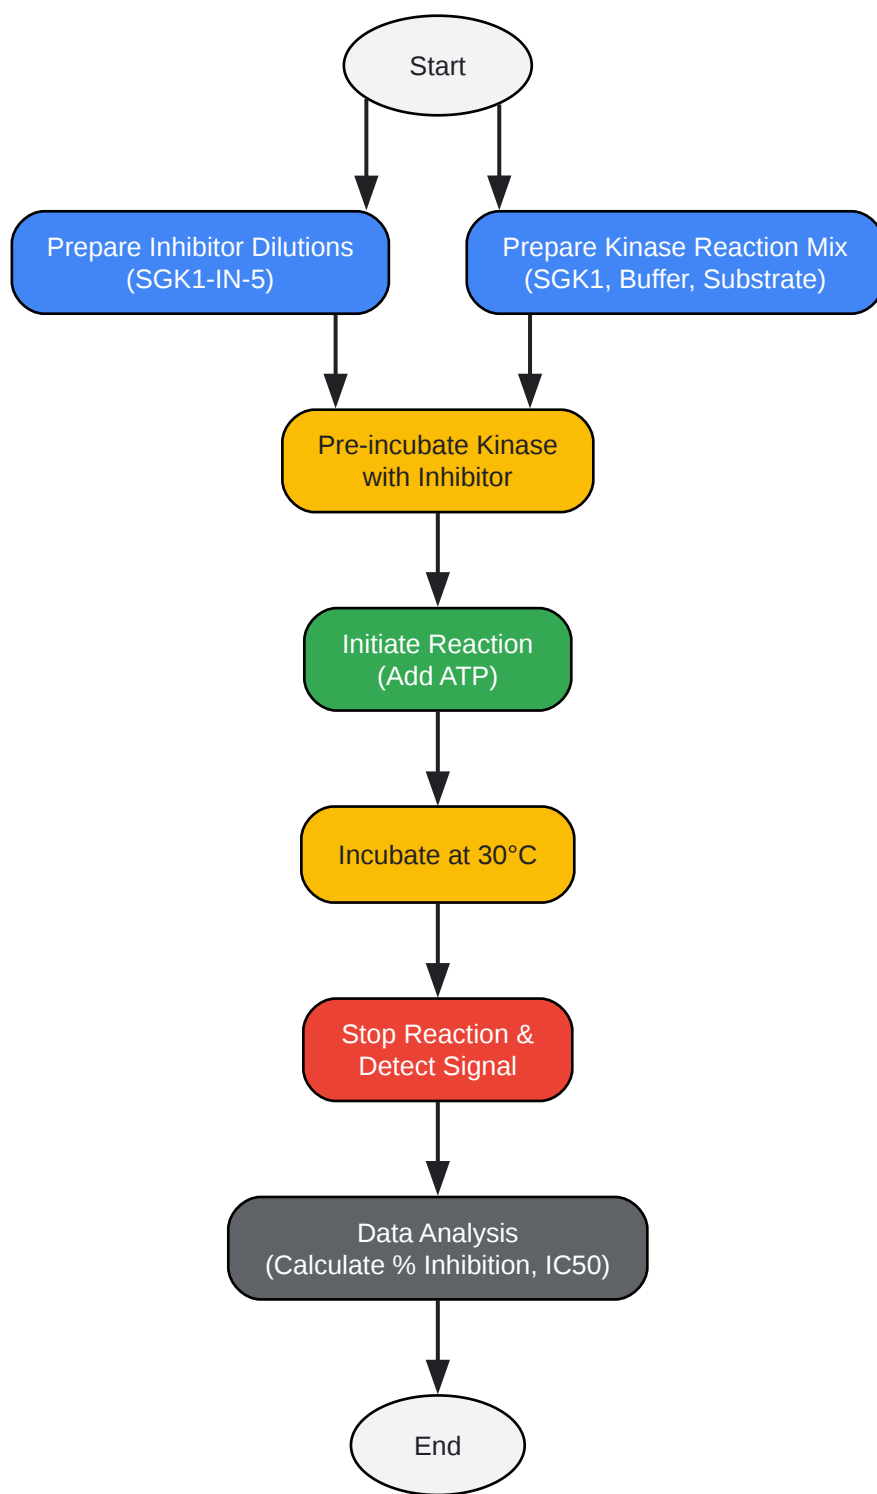 Start
Prepare Inhibitor Dilutions
(SGK1-IN-5)
Prepare Kinase Reaction Mix
(SGK1, Buffer, Substrate)
Pre-incubate Kinase
with Inhibitor
Initiate Reaction
(Add ATP)
Incubate at 30°C
Stop Reaction &
Detect Signal
Data Analysis
(Calculate % Inhibition, IC50)
End